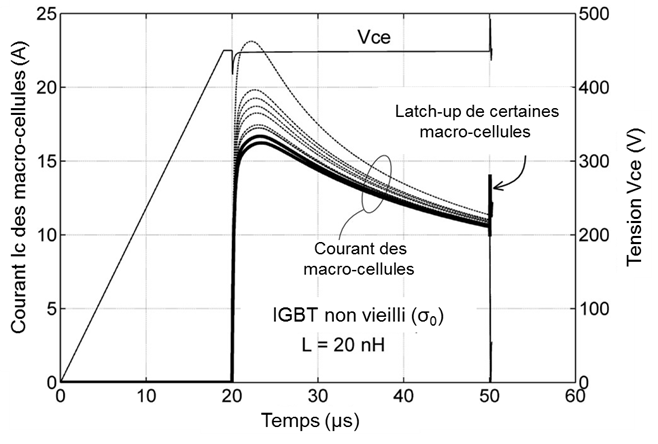 25
20
15
10
5
0
Courant Ic des macro-cellules (A)
500
400
300
200
100
0
Tension Vce (V)
Vce
Latch-up de certaines
macro-cellules
Courant des
macro-cellules
IGBT non vieilli (σ₀)
L = 20 nH
0 10 20 30 40 50 60
Temps (µs)